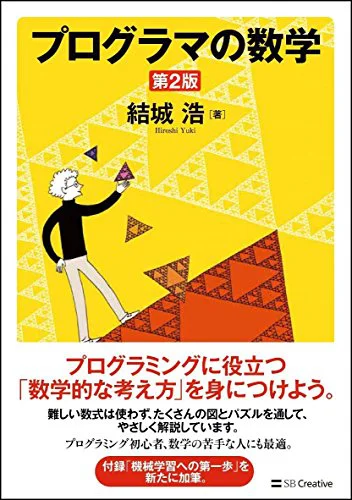 プログラマの数学
第2版
結城 浩[著]
Hiroshi Yuki
プログラミングに役立つ
「数学的な考え方」を身につけよう。
難しい数式は使わず、たくさんの図とパズルを通して、
やさしく解説しています。
プログラミング初心者、数学の苦手な人にも最適。
付録「機械学習への第一歩」を
新たに加筆。
SB Creative